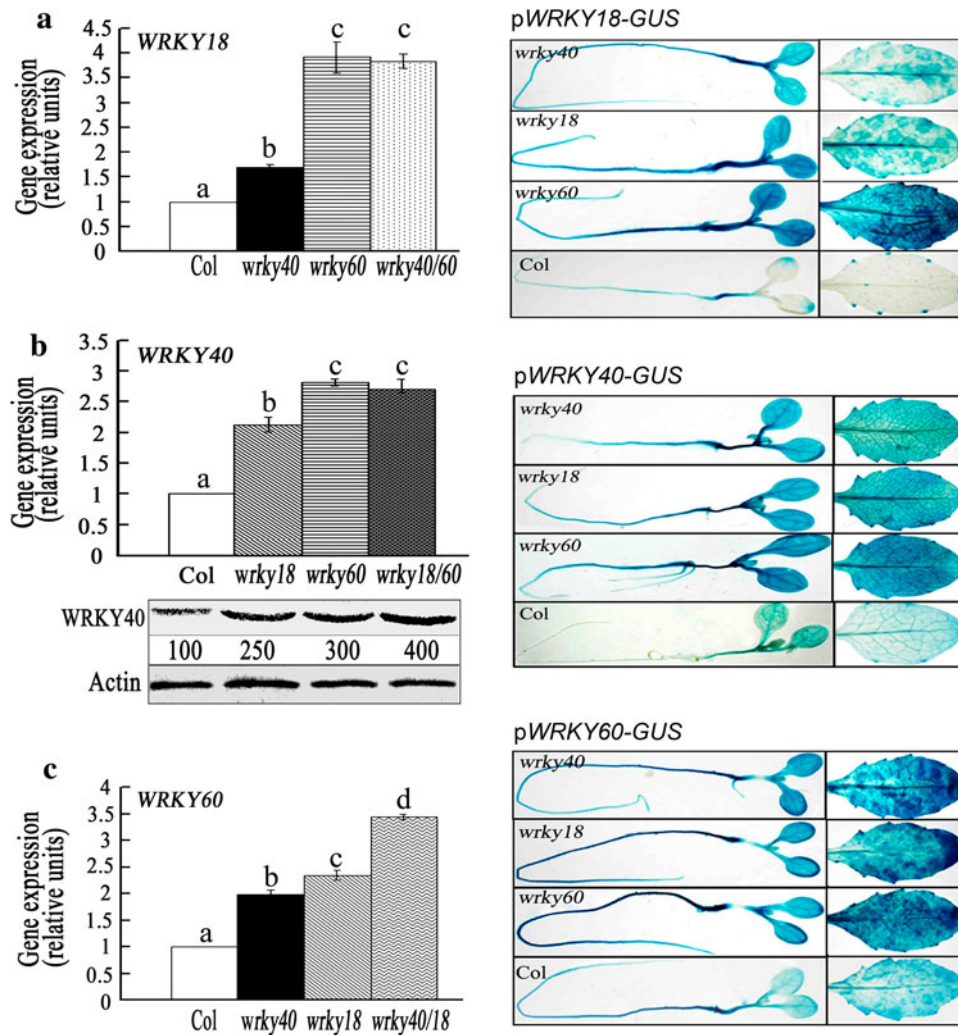 a
WRKY18
Gene expression
(relative units)
4.5
4
3.5
3
2.5
2
1.5
1
0.5
0
a
b
c
c
Col
wrky40
wrky60
wrky40/60
pWRKY18-GUS
wrky40
wrky18
wrky60
Col
b
WRKY40
Gene expression
(relative units)
3.5
3
2.5
2
1.5
1
0.5
0
a
b
c
c
Col
wrky18
wrky60
wrky18/60
WRKY40
100 250 300 400
Actin
pWRKY40-GUS
wrky40
wrky18
wrky60
Col
c
WRKY60
Gene expression
(relative units)
4
3.5
3
2.5
2
1.5
1
0.5
0
a
b
c
d
Col
wrky40
wrky18
wrky40/18
pWRKY60-GUS
wrky40
wrky18
wrky60
Col